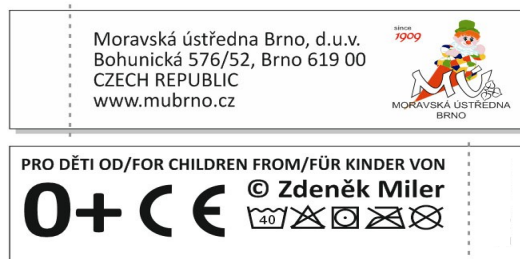 Moravská ústředna Brno, d.u.v.
Bohunická 576/52, Brno 619 00
CZECH REPUBLIC
www.mubrno.cz
since
1909
MU
MORAVSKÁ ÚSTŘEDNA
BRNO
PRO DĚTI OD/FOR CHILDREN FROM/FÜR KINDER VON
0+ CE
© Zdeněk Miler
40